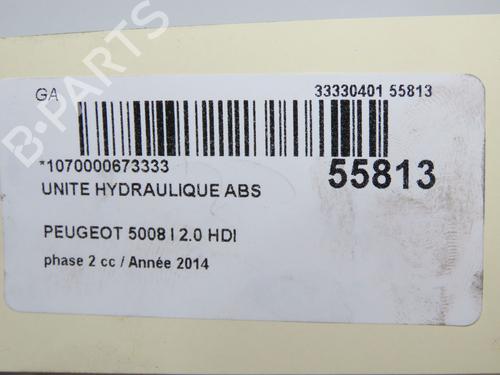 B-PARTS
GA
33330401 55813
*1070000673333
55813
UNITE HYDRAULIQUE ABS
PEUGEOT 5008 I 2.0 HDI
phase 2 cc / Année 2014